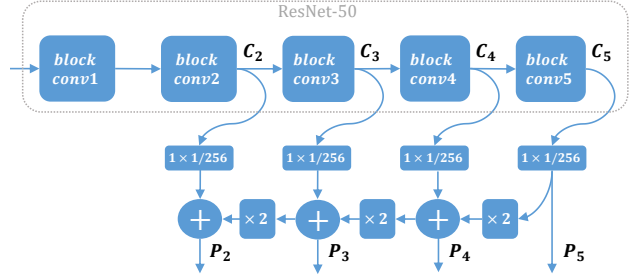 ResNet-50
block conv1
block conv2
C2
block conv3
C3
block conv4
C4
block conv5
C5
1 × 1/256
1 × 1/256
1 × 1/256
1 × 1/256
+
× 2
+
× 2
+
× 2
P2
P3
P4
P5